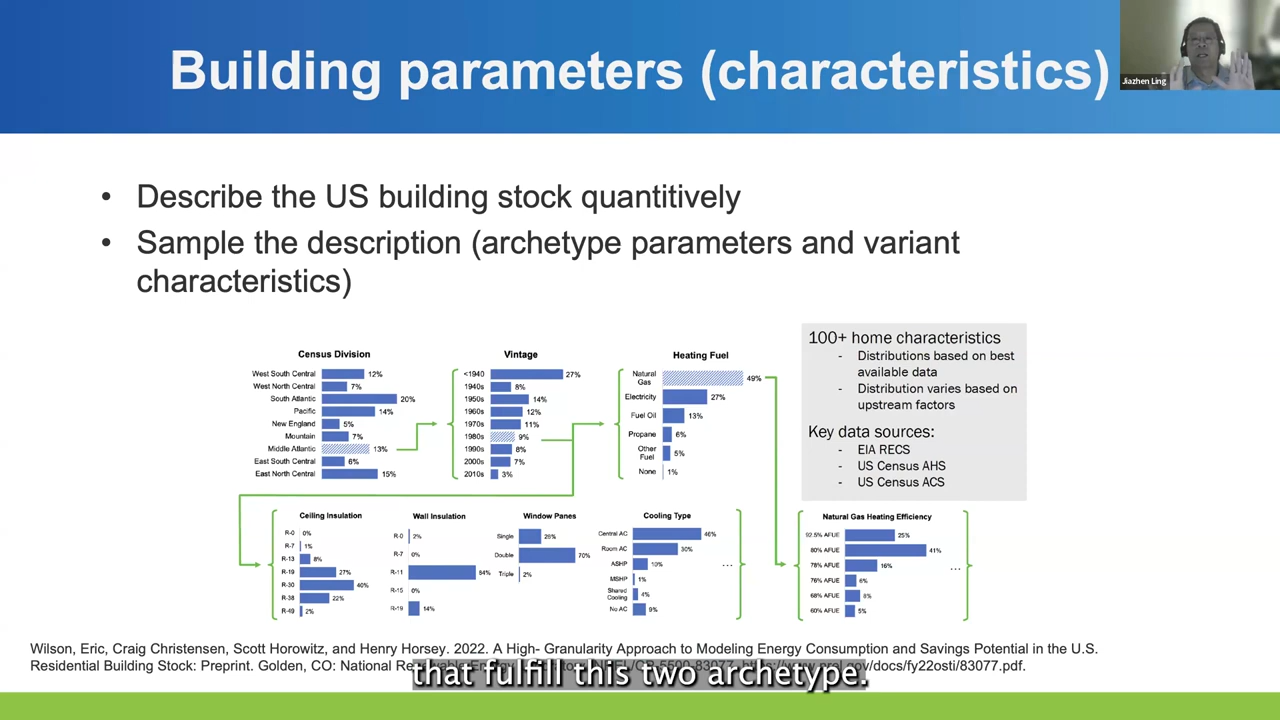 Building parameters (characteristics)
Jiazhen Ling
• Describe the US building stock quantitively
• Sample the description (archetype parameters and variant
characteristics)
Census Division
West South Central 12%
West North Central 7%
South Atlantic 20%
Pacific 14%
New England 5%
Mountain 7%
Middle Atlantic 13%
East South Central 6%
East North Central 15%
Vintage
<1940 27%
1940s 8%
1950s 14%
1960s 12%
1970s 11%
1980s 9%
1990s 8%
2000s 7%
2010s 3%
Heating Fuel
Natural
Gas 49%
Electricity 27%
Fuel Oil 13%
Propane 6%
Other
Fuel 5%
None 1%
100+ home characteristics
- Distributions based on best
available data
- Distribution varies based on
upstream factors
Key data sources:
- EIA RECS
- US Census AHS
- US Census ACS
Ceiling Insulation
R-0 0%
R-7 1%
R-13 8%
R-19 27%
R-30 40%
R-38 22%
R-49 2%
Wall Insulation
R-0 2%
R-7 0%
R-11 84%
R-15 0%
R-19 14%
Window Panes
Single 28%
Double 70%
Triple 2%
Cooling Type
Central AC 46%
Room AC 30%
ASHP 10%
MSHP 1%
Shared
Cooling 4%
No AC 9%
...
Natural Gas Heating Efficiency
92.5% AFUE 25%
80% AFUE 41%
78% AFUE 16%
76% AFUE 6%
68% AFUE 8%
60% AFUE 5%
...
Wilson, Eric, Craig Christensen, Scott Horowitz, and Henry Horsey. 2022. A High- Granularity Approach to Modeling Energy Consumption and Savings Potential in the U.S.
Residential Building Stock: Preprint. Golden, CO: National /docs/fy22osti/83077.pdf.
that fulfill this two archetype.